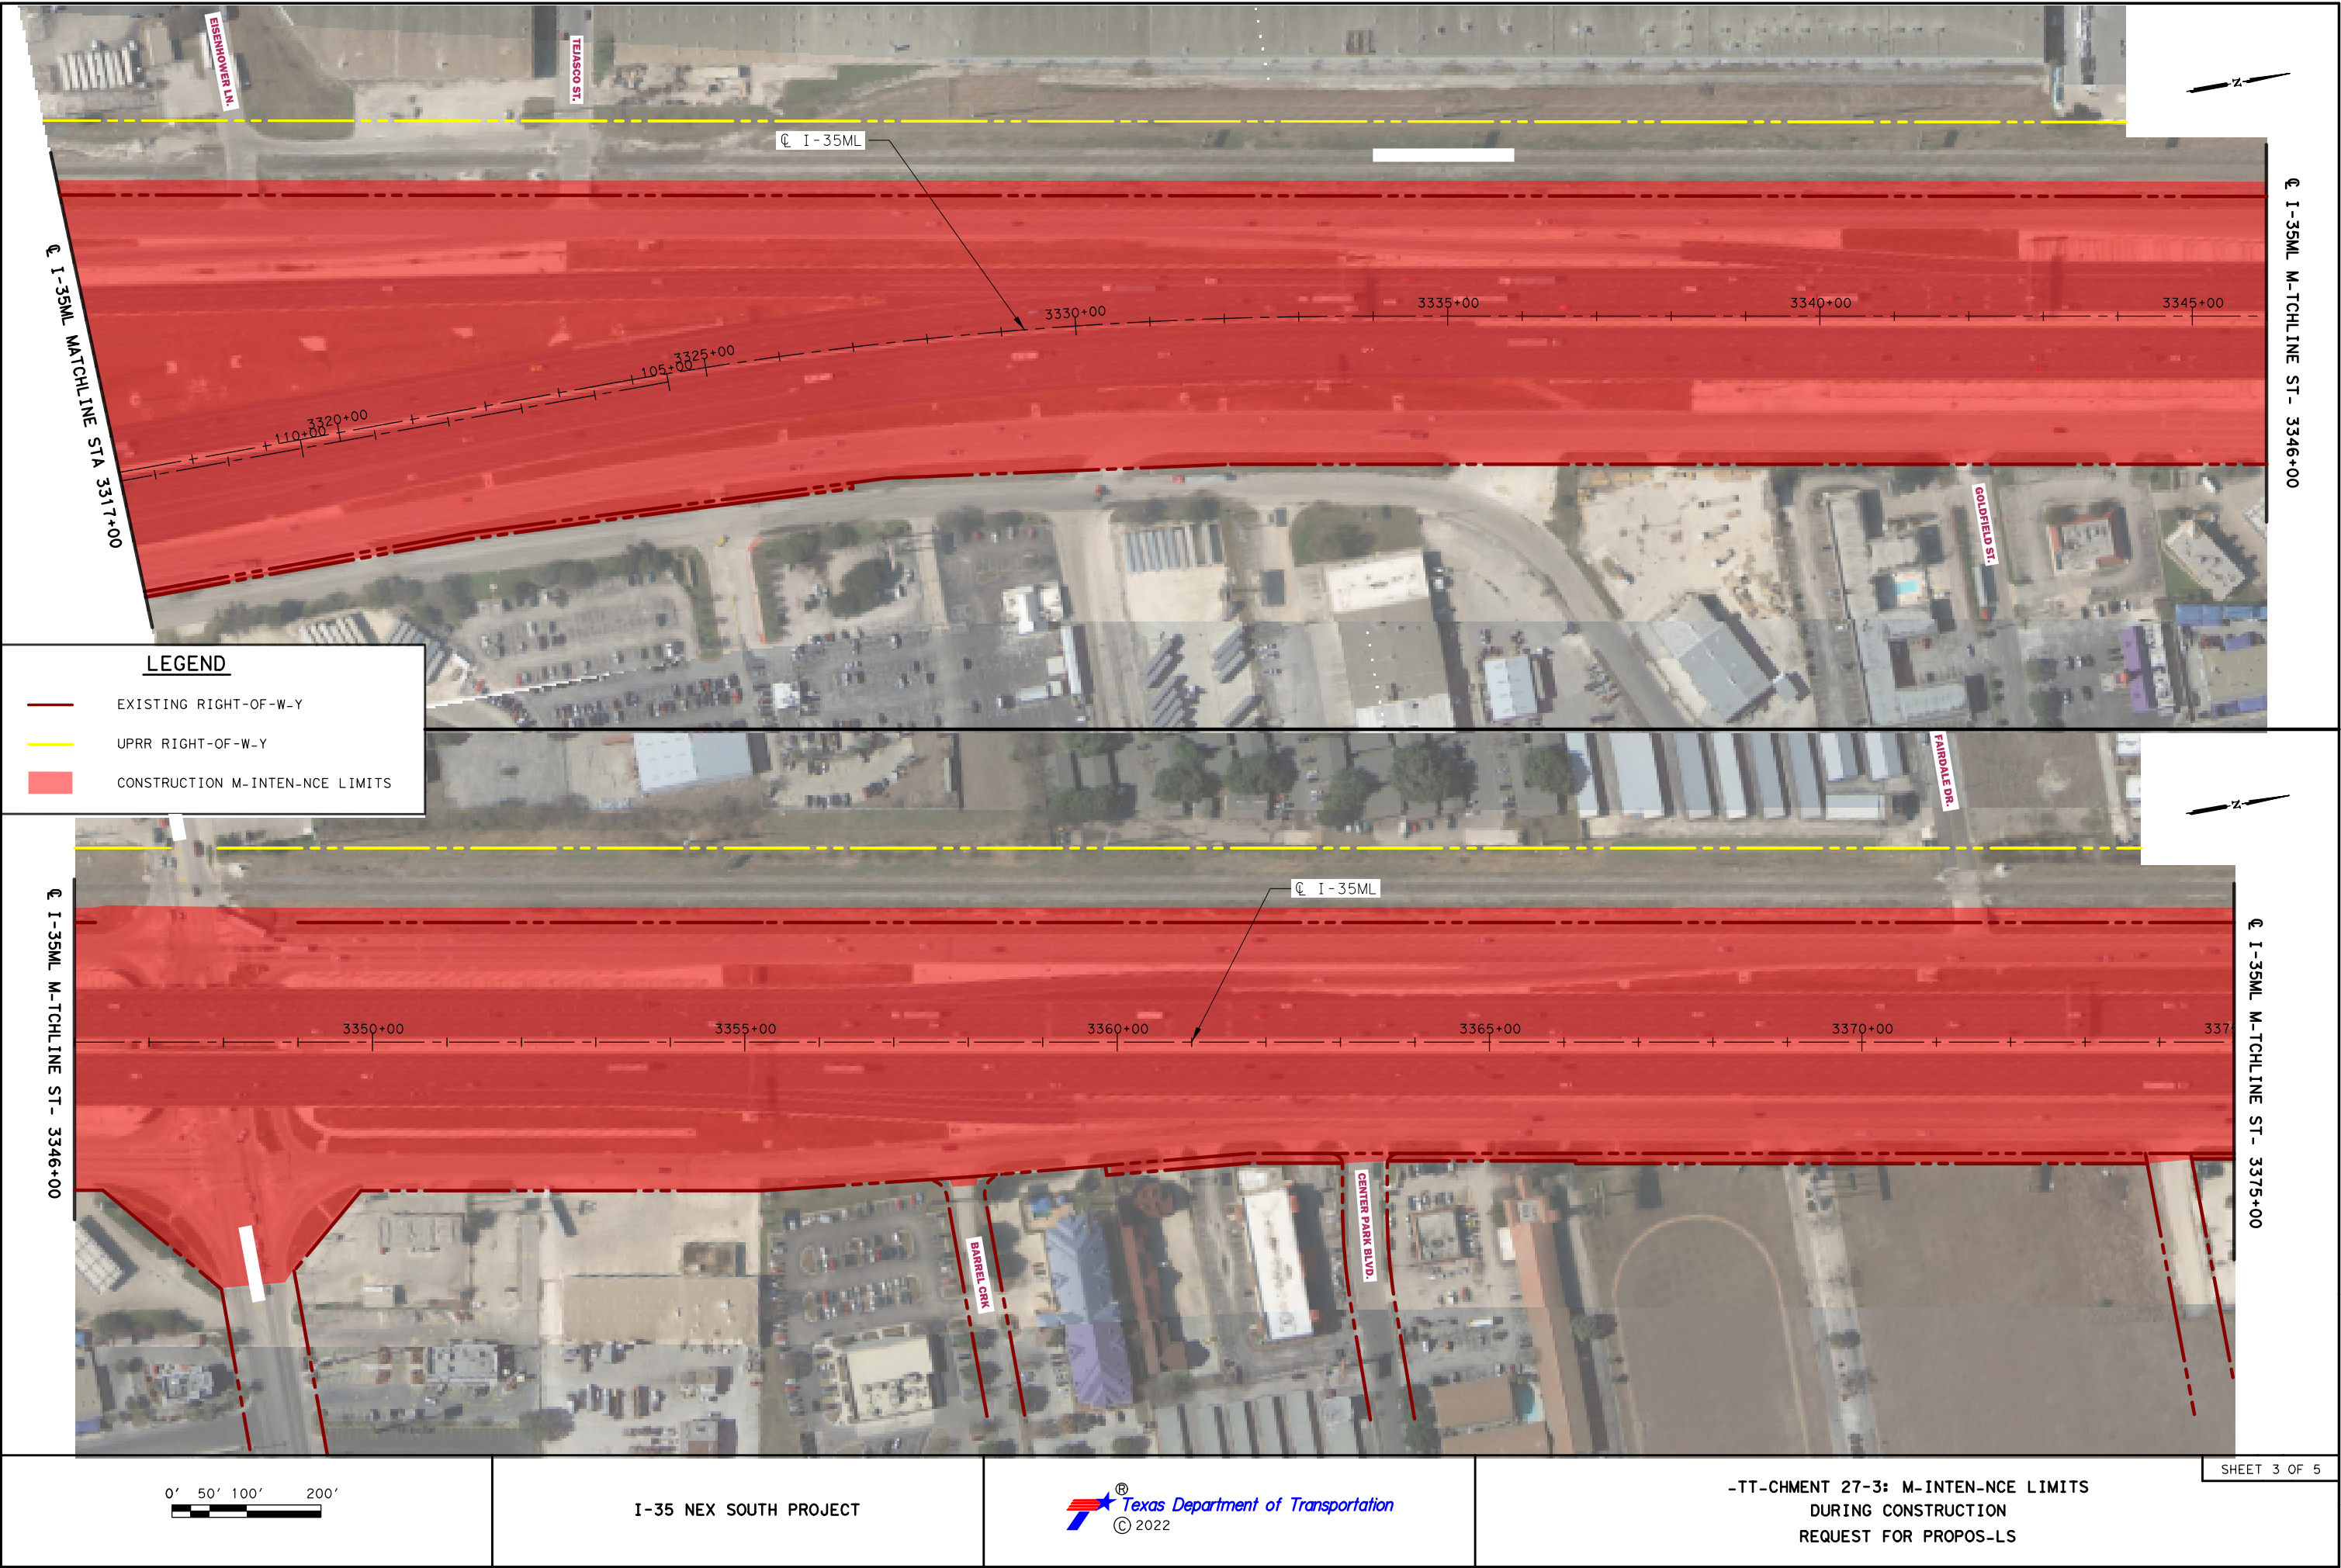 EISENHOWER LN.
TEJASCO ST.
N
℄ I-35ML
℄ I-35ML MATCHLINE STA 3317+00
110+00
3320+00
105+00
3325+00
3330+00
3335+00
3340+00
3345+00
℄ I-35ML M-TCHLINE ST- 3346+00
GOLDFIELD ST.
LEGEND
EXISTING RIGHT-OF-W-Y
UPRR RIGHT-OF-W-Y
CONSTRUCTION M-INTEN-NCE LIMITS
FAIRDALE DR.
N
℄ I-35ML
℄ I-35ML M-TCHLINE ST- 3346+00
3350+00
3355+00
3360+00
3365+00
3370+00
337
℄ I-35ML M-TCHLINE ST- 3375+00
BARREL CRK
CENTER PARK BLVD.
0' 50' 100' 200'
I-35 NEX SOUTH PROJECT
®
Texas Department of Transportation
© 2022
SHEET 3 OF 5
-TT-CHMENT 27-3: M-INTEN-NCE LIMITS
DURING CONSTRUCTION
REQUEST FOR PROPOS-LS